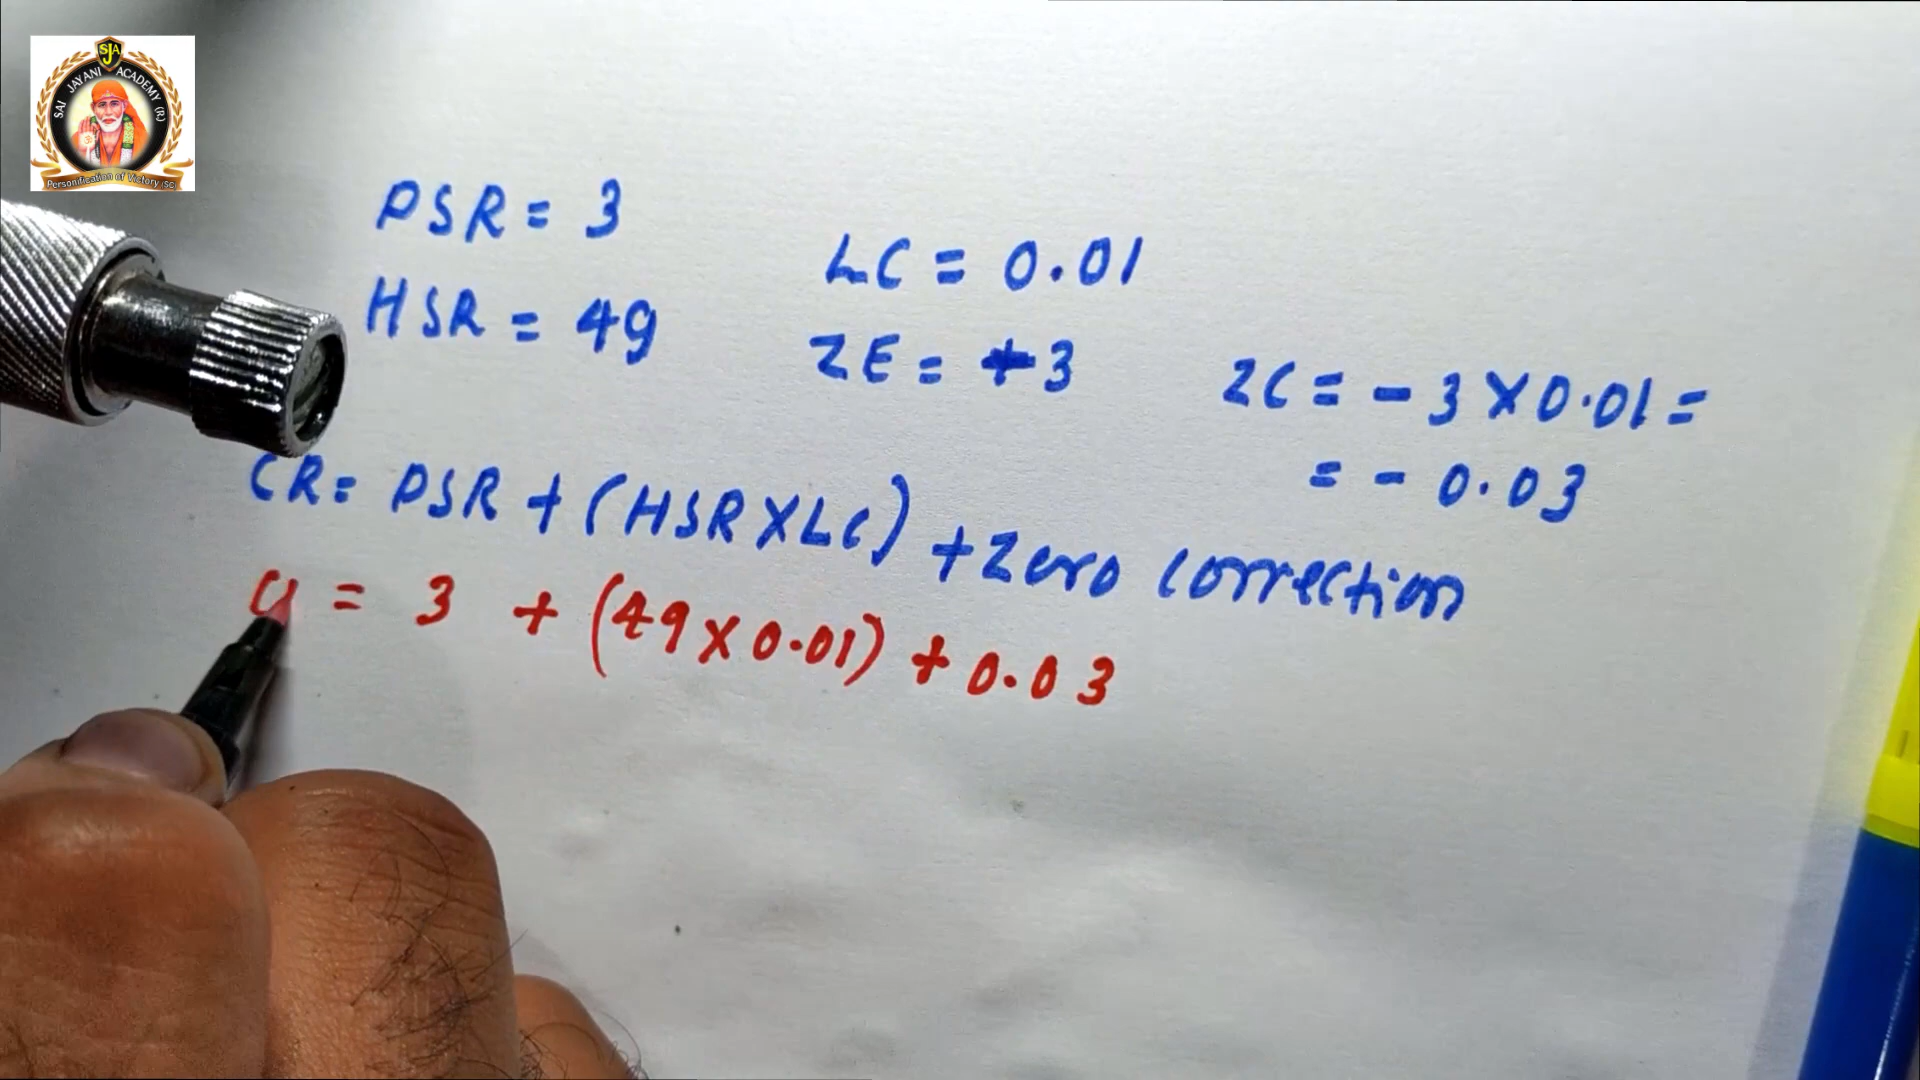 SJA
SAI JAYANI ACADEMY (R)
Personification of Victory (SG)
PSR = 3
HSR = 49
LC = 0.01
ZE = +3
ZC = - 3 X 0.01 =
= - 0.03
CR = PSR + (HSR X LC) + Zero correction
= 3 + (49 X 0.01) + 0.03